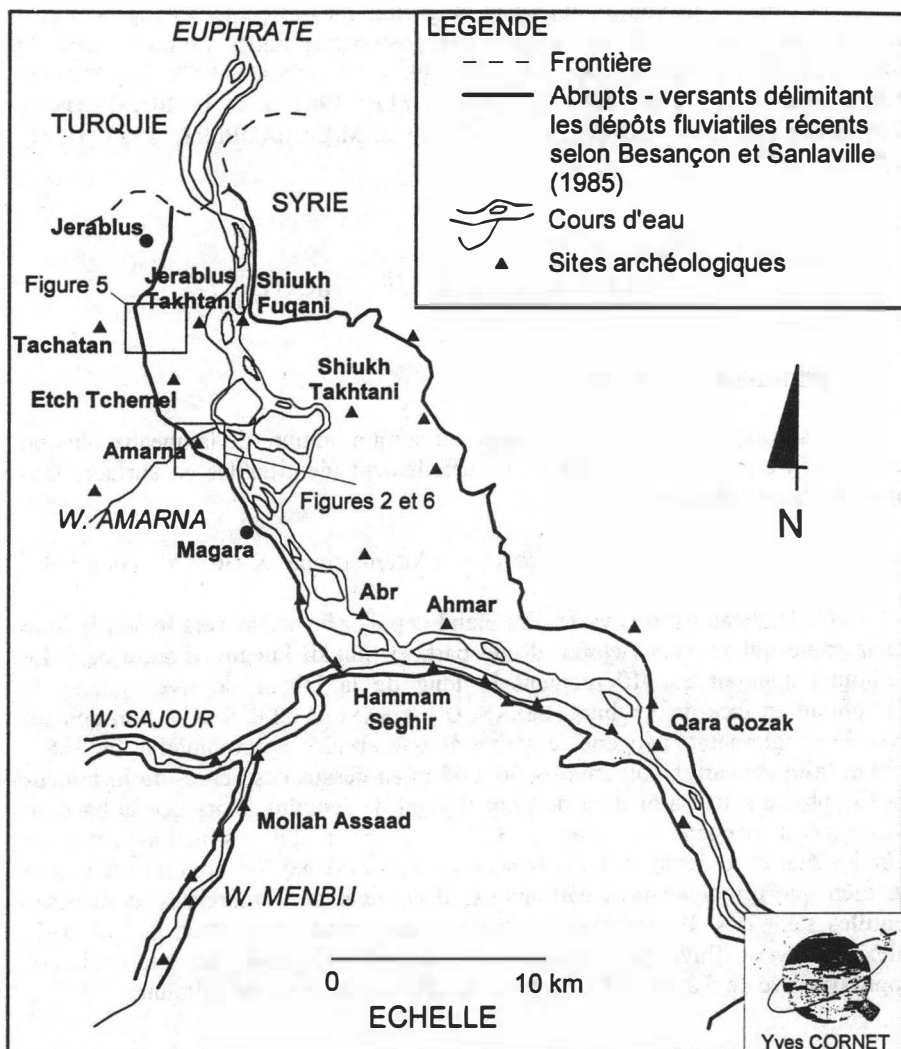 EUPHRATE
TURQUIE
SYRIE
Jerablus
Figure 5
Jerablus
Takhtani
Shiukh
Fuqani
Tachatan
Shiukh
Takhtani
Etch Tchemel
Amarna
Figures 2 et 6
W. AMARNA
Magara
Abr
Ahmar
W. SAJOUR
Seghir
Qara Qozak
Mollah Assaad
W. MENBIJ
LEGENDE
Frontière
Abrupts - versants délimitant
les dépôts fluviatiles récents
selon Besançon et Sanlaville
(1985)
Cours d'eau
Sites archéologiques
N
0 10 km
ECHELLE
Yves CORNET